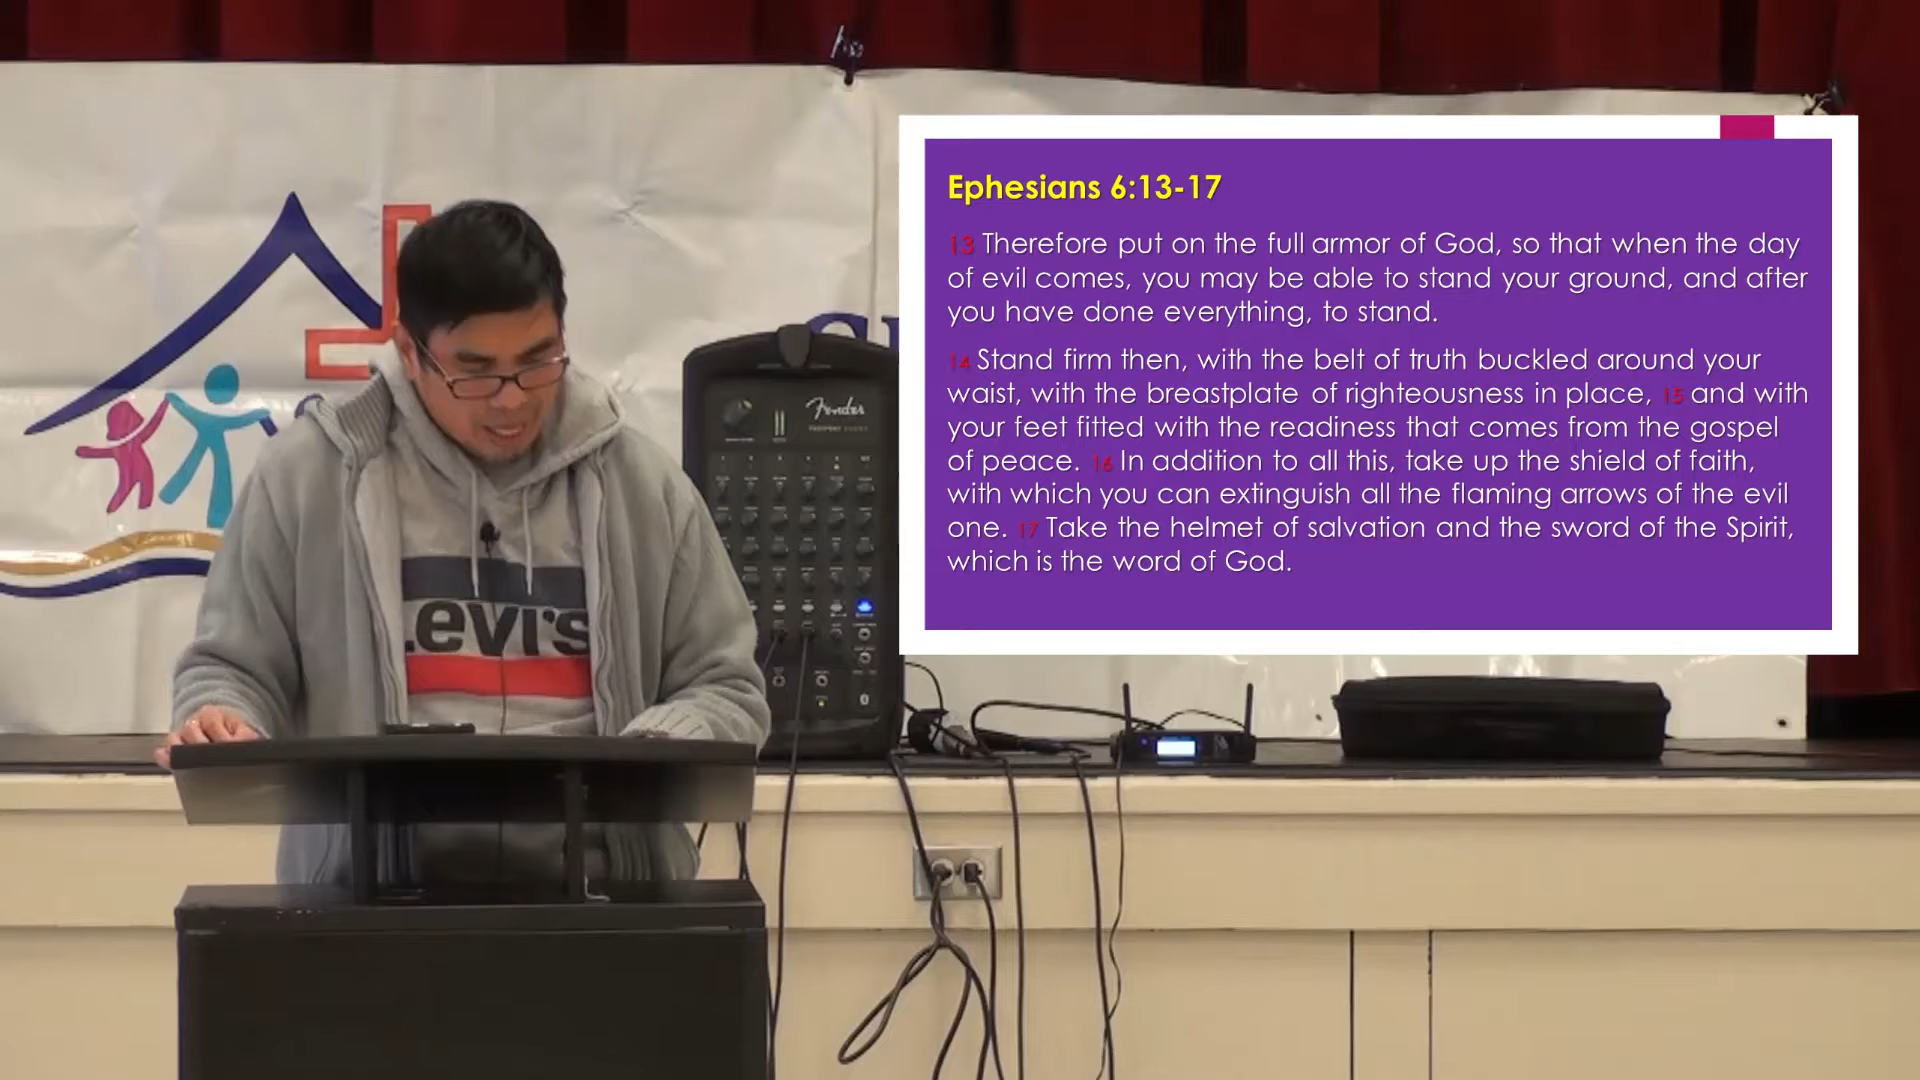 Ephesians 6:13-17
13 Therefore put on the full armor of God, so that when the day
of evil comes, you may be able to stand your ground, and after
you have done everything, to stand.
14 Stand firm then, with the belt of truth buckled around your
waist, with the breastplate of righteousness in place, 15 and with
your feet fitted with the readiness that comes from the gospel
of peace. 16 In addition to all this, take up the shield of faith,
with which you can extinguish all the flaming arrows of the evil
one. 17 Take the helmet of salvation and the sword of the Spirit,
which is the word of God.
Fender
Levi's